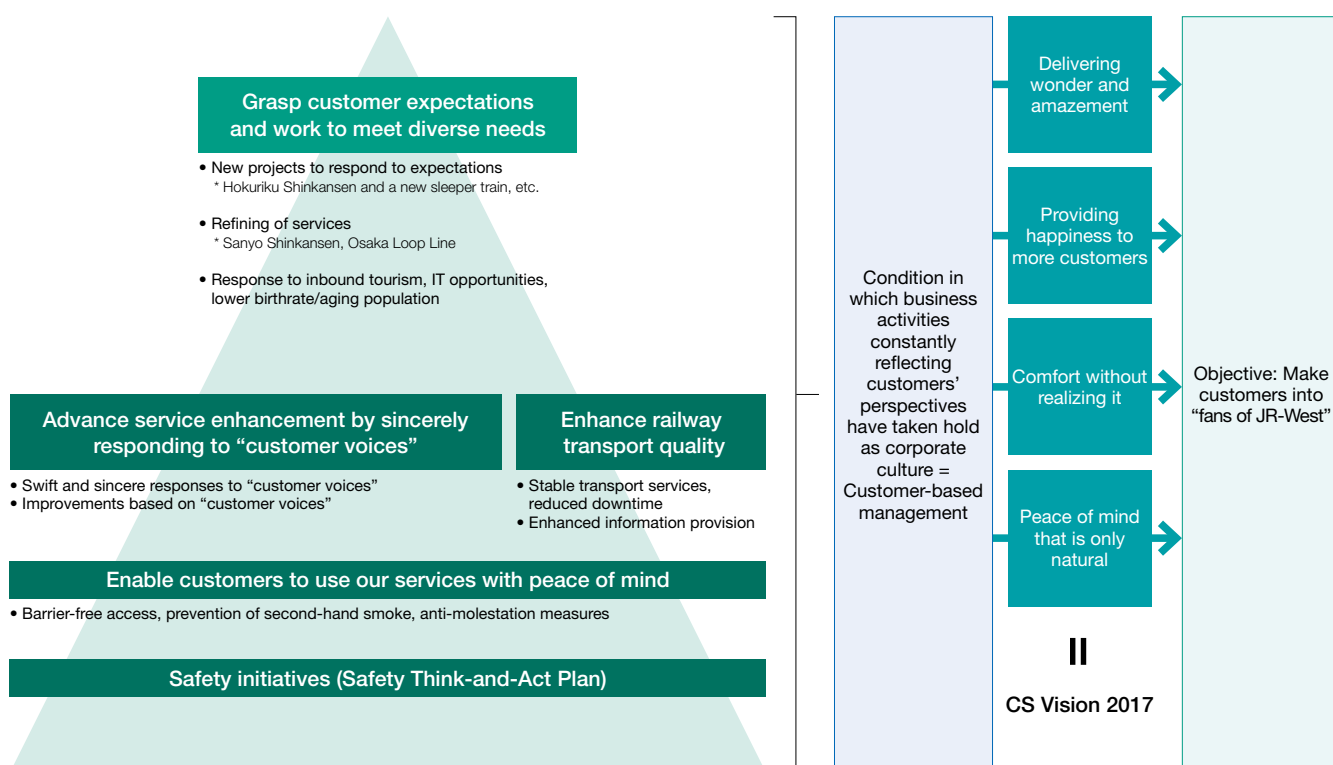 Grasp customer expectations
and work to meet diverse needs
• New projects to respond to expectations
* Hokuriku Shinkansen and a new sleeper train, etc.
• Refining of services
* Sanyo Shinkansen, Osaka Loop Line
• Response to inbound tourism, IT opportunities,
lower birthrate/aging population
Advance service enhancement by sincerely
responding to “customer voices”
• Swift and sincere responses to “customer voices”
• Improvements based on “customer voices”
Enhance railway
transport quality
• Stable transport services,
reduced downtime
• Enhanced information provision
Enable customers to use our services with peace of mind
• Barrier-free access, prevention of second-hand smoke, anti-molestation measures
Safety initiatives (Safety Think-and-Act Plan)
Condition in
which business
activities
constantly
reflecting
customers’
perspectives
have taken hold
as corporate
culture =
Customer-based
management
Delivering
wonder and
amazement
Providing
happiness to
more customers
Comfort without
realizing it
Peace of mind
that is only
natural
=
CS Vision 2017
Objective: Make
customers into
“fans of JR-West”